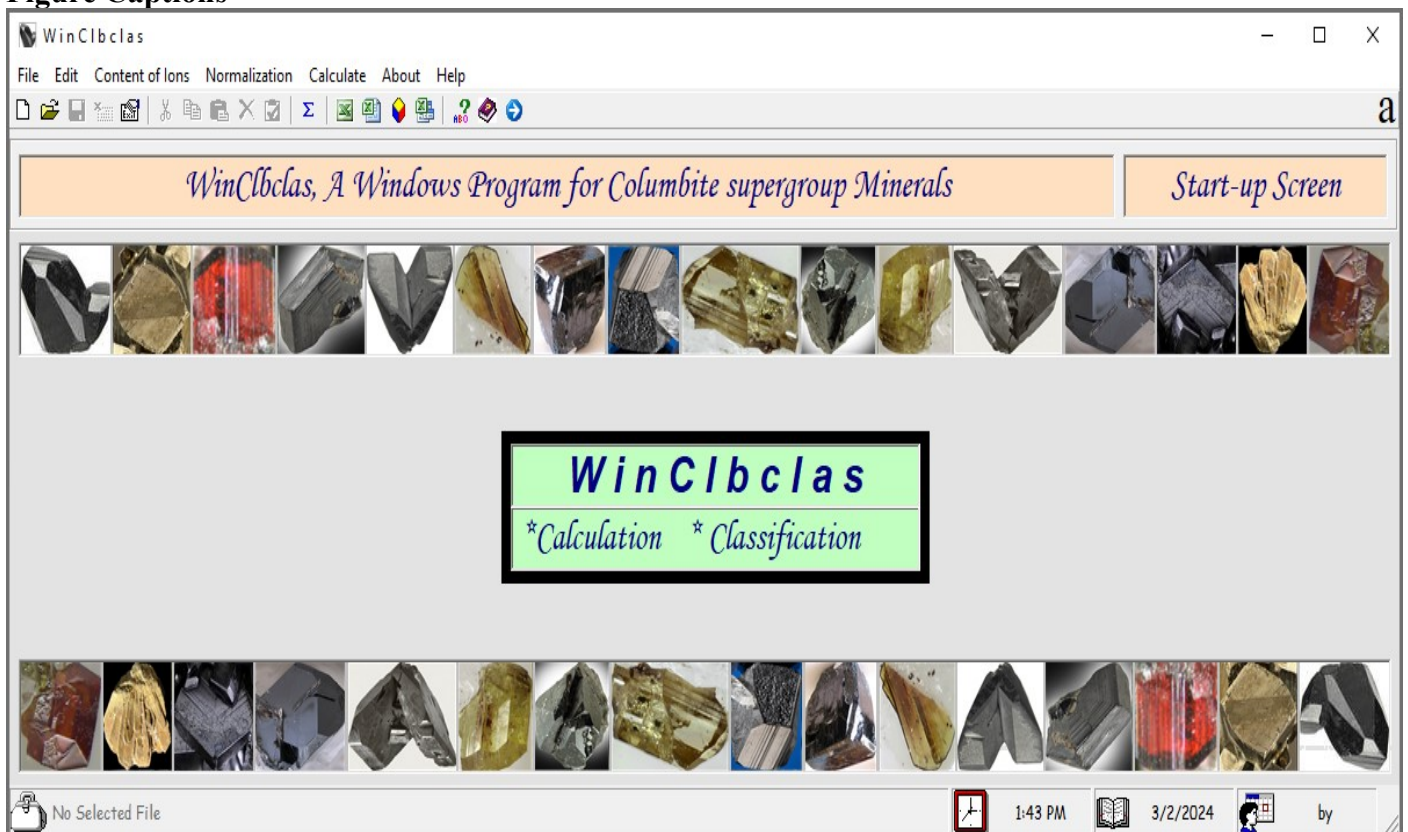 Figure Captions
WinClbclas
File Edit Content of Ions Normalization Calculate About Help
a
WinClbclas, A Windows Program for Columbite supergroup Minerals
Start-up Screen
WinClbclas
*Calculation * Classification
No Selected File
1:43 PM
3/2/2024
by